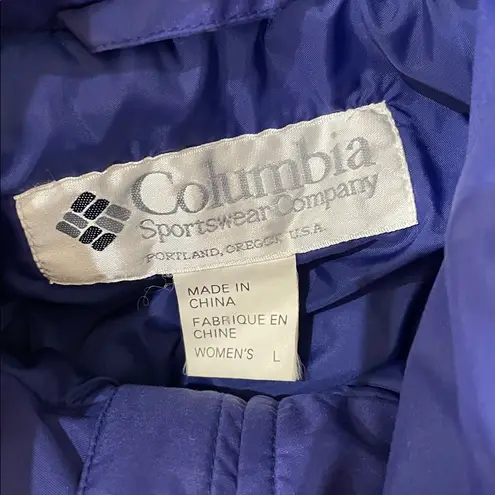 Columbia
Sportswear Company
PORTLAND, OREGON U.S.A.
MADE IN
CHINA
FABRIQUE EN
CHINE
WOMEN'S L